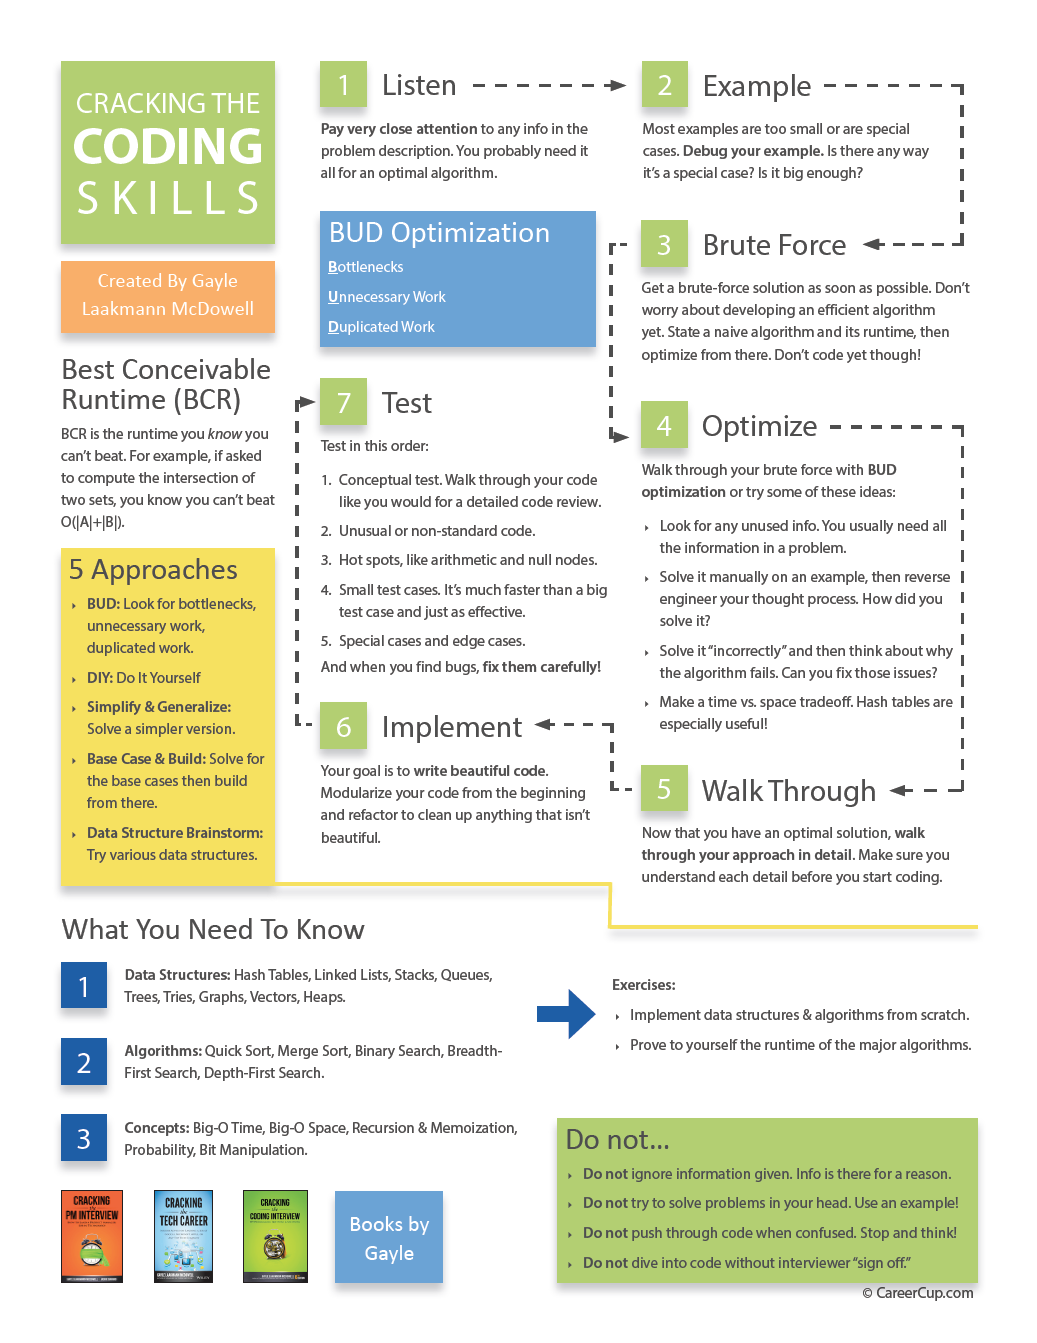 CRACKING THE
CODING
SKILLS
Created By Gayle
Laakmann McDowell
Best Conceivable
Runtime (BCR)
BCR is the runtime you know you
can't beat. For example, if asked
to compute the intersection of
two sets, you know you can't beat
O(|A|+|B|).
5 Approaches
BUD: Look for bottlenecks,
unnecessary work,
duplicated work.
DIY: Do It Yourself
Simplify & Generalize:
Solve a simpler version.
Base Case & Build: Solve for
the base cases then build
from there.
Data Structure Brainstorm:
Try various data structures.
1 Listen
Pay very close attention to any info in the
problem description. You probably need it
all for an optimal algorithm.
BUD Optimization
Bottlenecks
Unnecessary Work
Duplicated Work
2 Example
Most examples are too small or are special
cases. Debug your example. Is there any way
it's a special case? Is it big enough?
3 Brute Force
Get a brute-force solution as soon as possible. Don't
worry about developing an efficient algorithm
yet. State a naive algorithm and its runtime, then
optimize from there. Don't code yet though!
4 Optimize
Walk through your brute force with BUD
optimization or try some of these ideas:
Look for any unused info. You usually need all
the information in a problem.
Solve it manually on an example, then reverse
engineer your thought process. How did you
solve it?
Solve it "incorrectly" and then think about why
the algorithm fails. Can you fix those issues?
Make a time vs. space tradeoff. Hash tables are
especially useful!
5 Walk Through
Now that you have an optimal solution, walk
through your approach in detail. Make sure you
understand each detail before you start coding.
6 Implement
Your goal is to write beautiful code.
Modularize your code from the beginning
and refactor to clean up anything that isn't
beautiful.
7 Test
Test in this order:
1. Conceptual test. Walk through your code
like you would for a detailed code review.
2. Unusual or non-standard code.
3. Hot spots, like arithmetic and null nodes.
4. Small test cases. It's much faster than a big
test case and just as effective.
5. Special cases and edge cases.
And when you find bugs, fix them carefully!
What You Need To Know
1 Data Structures: Hash Tables, Linked Lists, Stacks, Queues,
Trees, Tries, Graphs, Vectors, Heaps.
2 Algorithms: Quick Sort, Merge Sort, Binary Search, Breadth-
First Search, Depth-First Search.
3 Concepts: Big-O Time, Big-O Space, Recursion & Memoization,
Probability, Bit Manipulation.
Exercises:
Implement data structures & algorithms from scratch.
Prove to yourself the runtime of the major algorithms.
CRACKING
the
PM INTERVIEW
CRACKING
the
TECH CAREER
CRACKING
the
CODING INTERVIEW
Books by
Gayle
Do not...
Do not ignore information given. Info is there for a reason.
Do not try to solve problems in your head. Use an example!
Do not push through code when confused. Stop and think!
Do not dive into code without interviewer "sign off."
© CareerCup.com